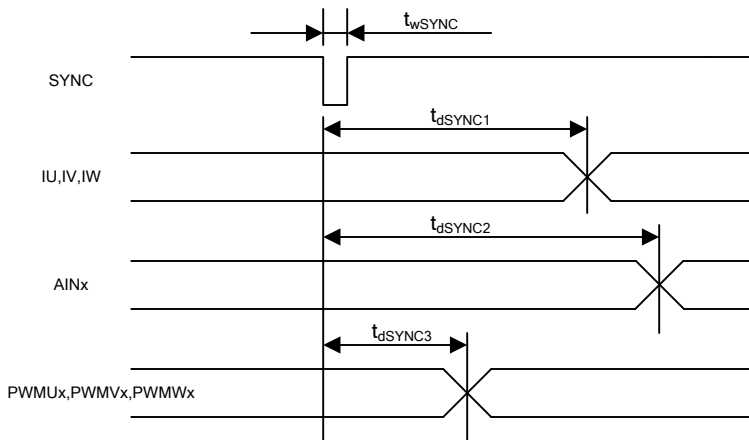 twSYNC
SYNC
tdSYNC1
IU,IV,IW
tdSYNC2
AINx
tdSYNC3
PWMUx,PWMVx,PWMWx